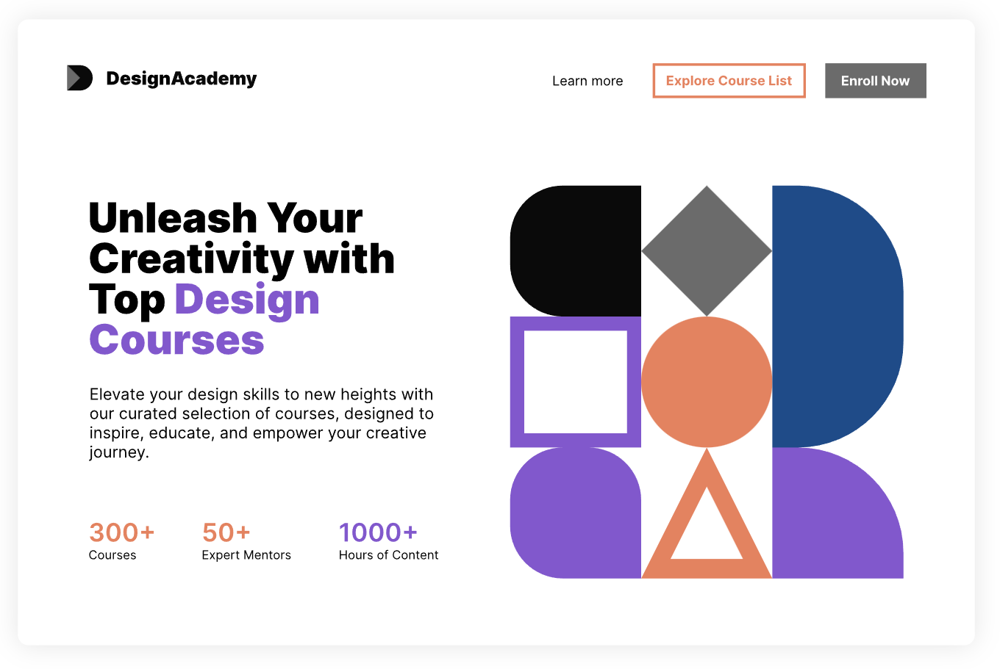 DesignAcademy
Learn more
Explore Course List
Enroll Now
Unleash Your
Creativity with
Top Design
Courses
Elevate your design skills to new heights with
our curated selection of courses, designed to
inspire, educate, and empower your creative
journey.
300+
Courses
50+
Expert Mentors
1000+
Hours of Content